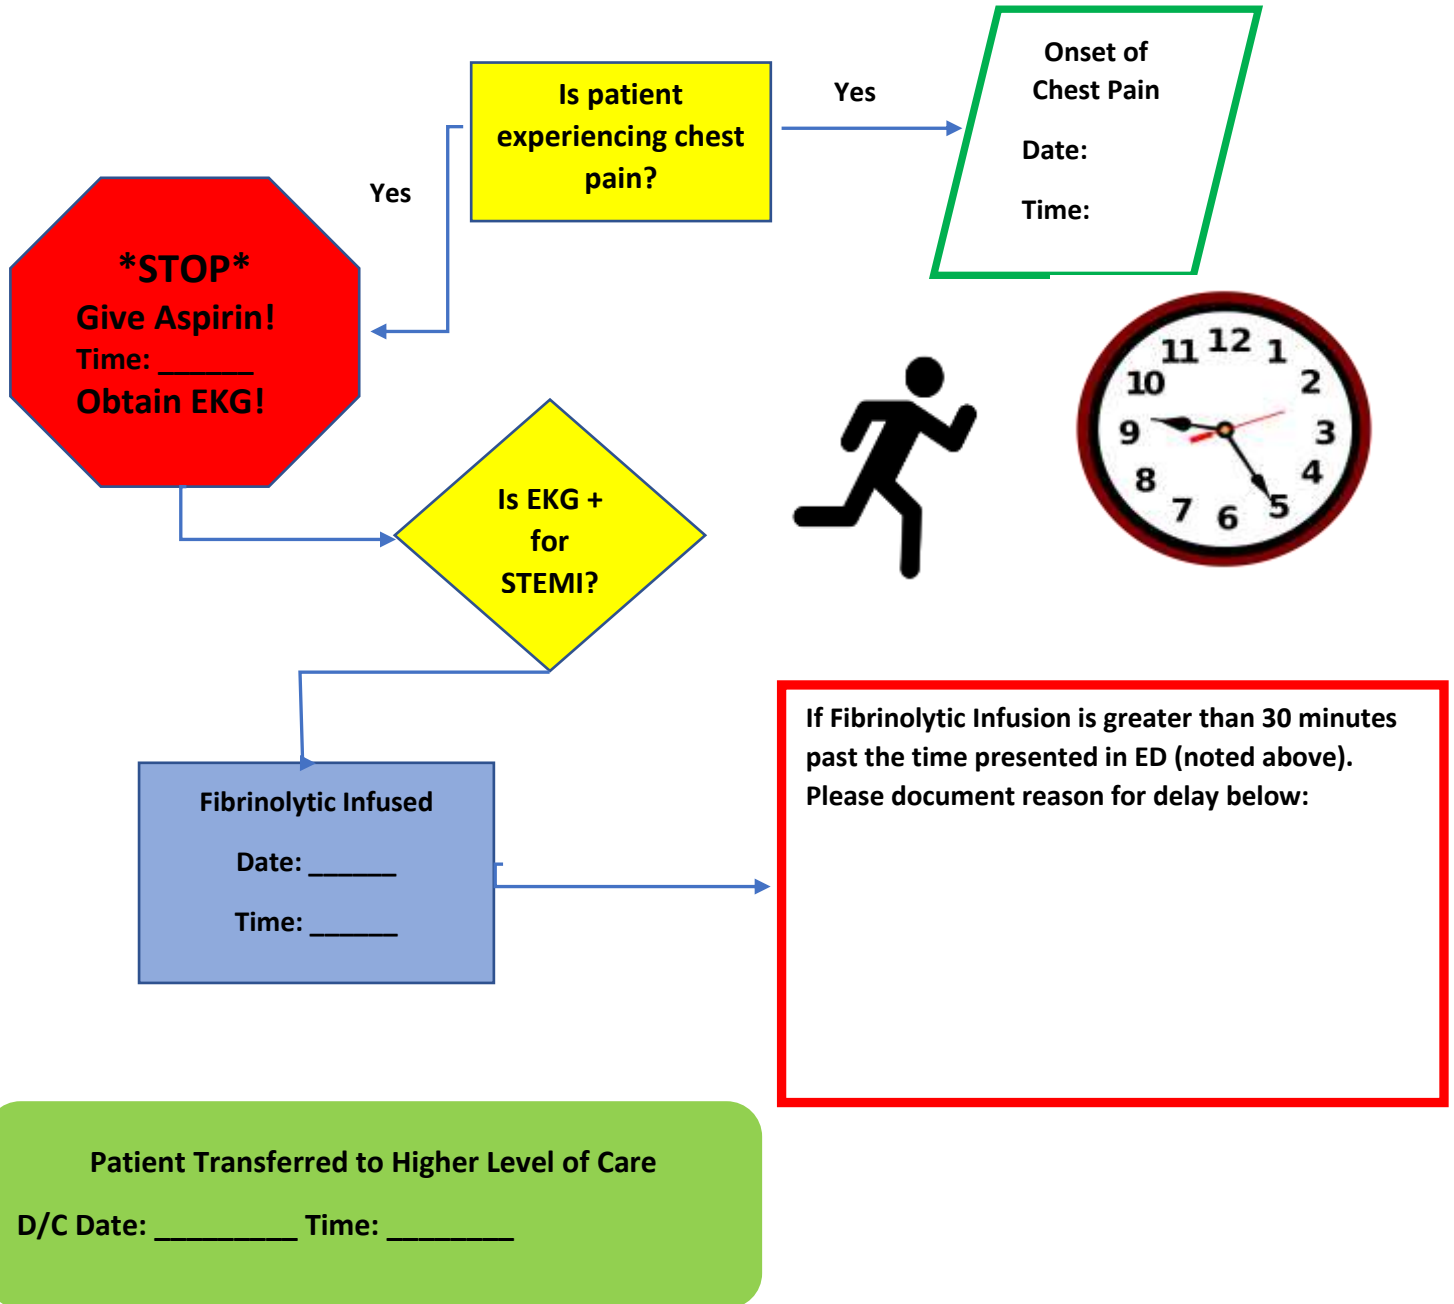 Is patient
experiencing chest
pain?
Yes
Onset of
Chest Pain
Date:
Time:
Yes
*STOP*
Give Aspirin!
Time: ______
Obtain EKG!
Is EKG +
for
STEMI?
12
11
1
10
2
9
3
8
4
7
5
6
Fibrinolytic Infused
Date: ______
Time: ______
If Fibrinolytic Infusion is greater than 30 minutes
past the time presented in ED (noted above).
Please document reason for delay below:
Patient Transferred to Higher Level of Care
D/C Date: _________ Time: ________